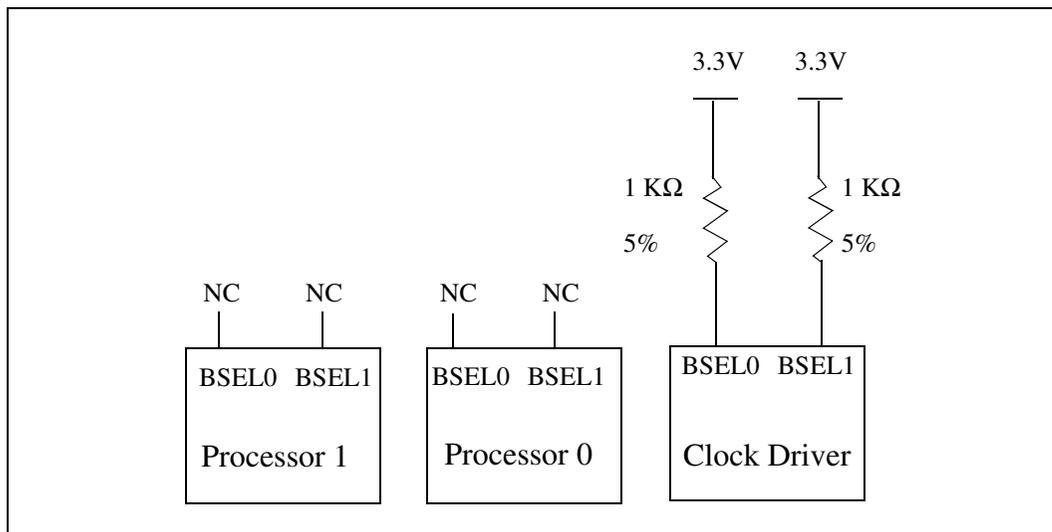 3.3V 3.3V
1 KΩ 1 KΩ
5% 5%
NC NC NC NC
BSEL0 BSEL1 BSEL0 BSEL1 BSEL0 BSEL1
Processor 1 Processor 0 Clock Driver